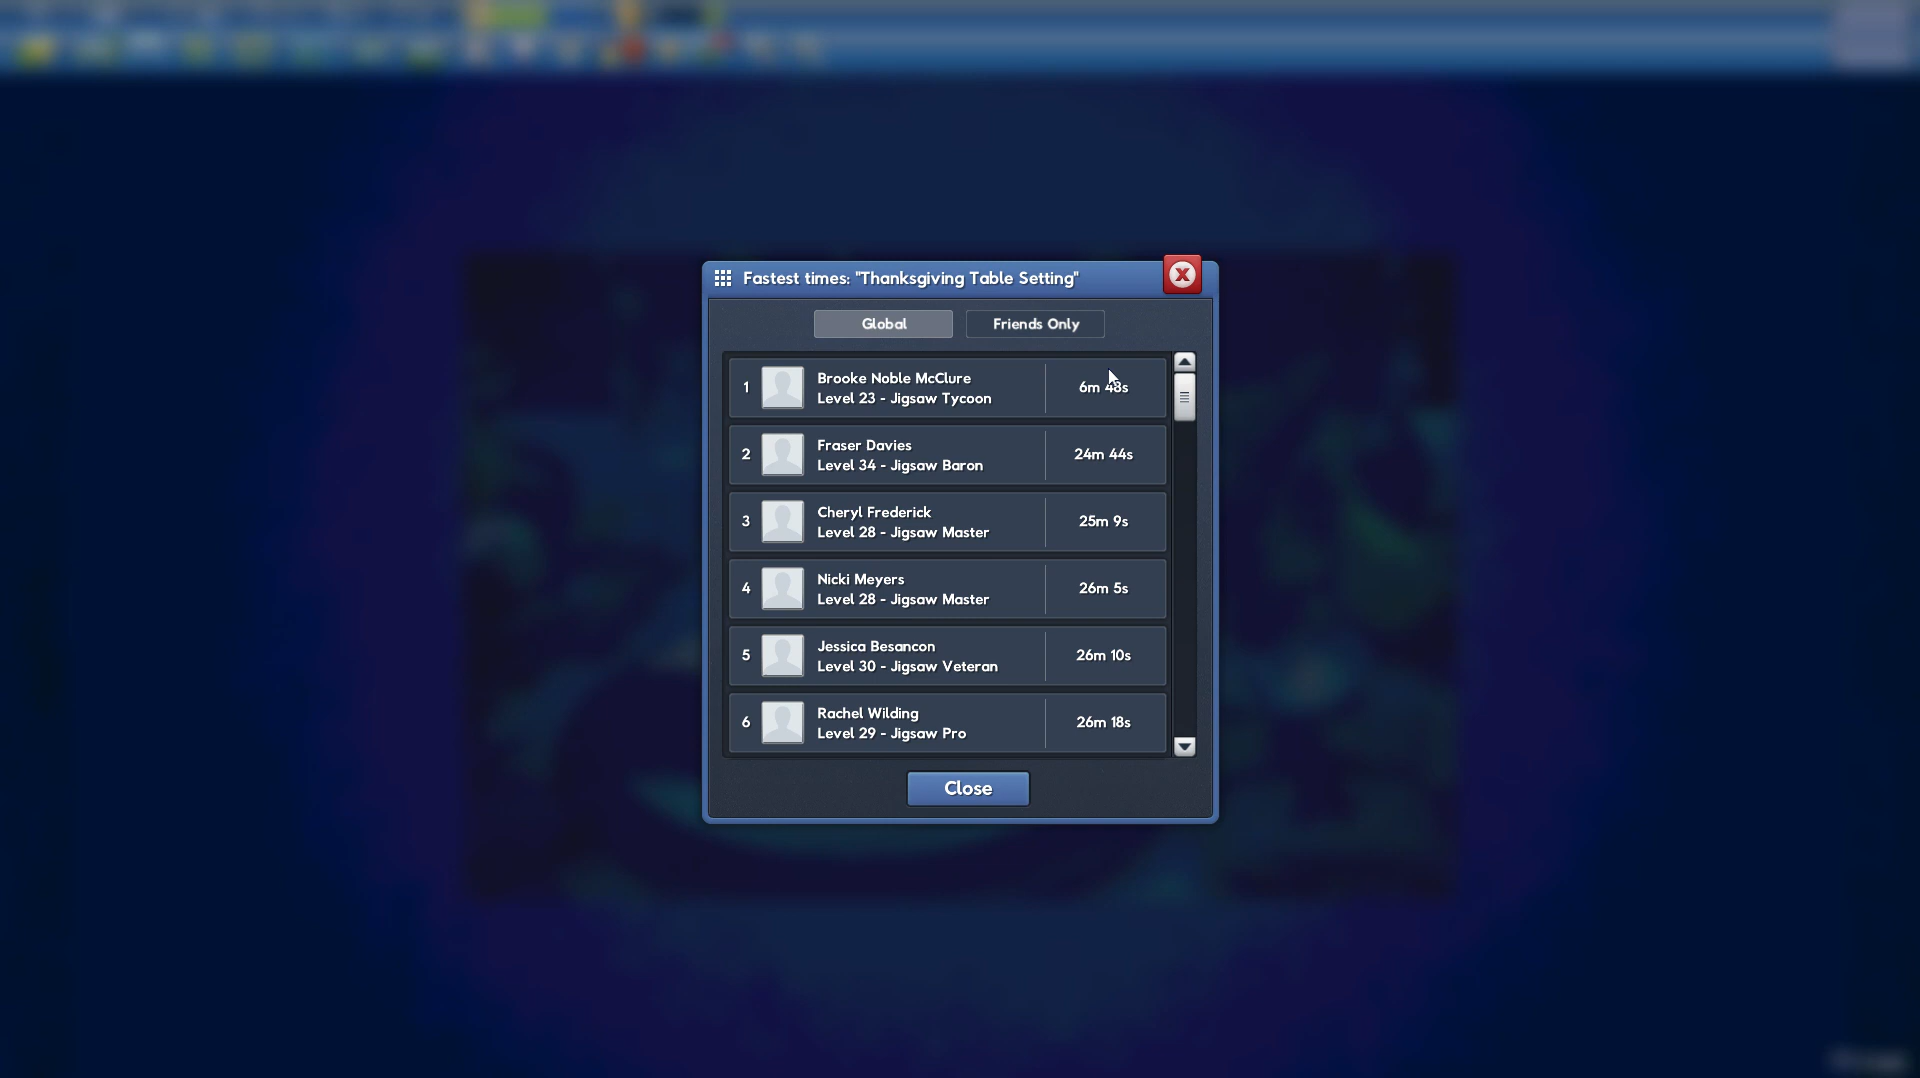 Fastest times: "Thanksgiving Table Setting"
Global
Friends Only
1
Brooke Noble McClure
Level 23 - Jigsaw Tycoon
6m 43s
2
Fraser Davies
Level 34 - Jigsaw Baron
24m 44s
3
Cheryl Frederick
Level 28 - Jigsaw Master
25m 9s
4
Nicki Meyers
Level 28 - Jigsaw Master
26m 5s
5
Jessica Besancon
Level 30 - Jigsaw Veteran
26m 10s
6
Rachel Wilding
Level 29 - Jigsaw Pro
26m 18s
Close